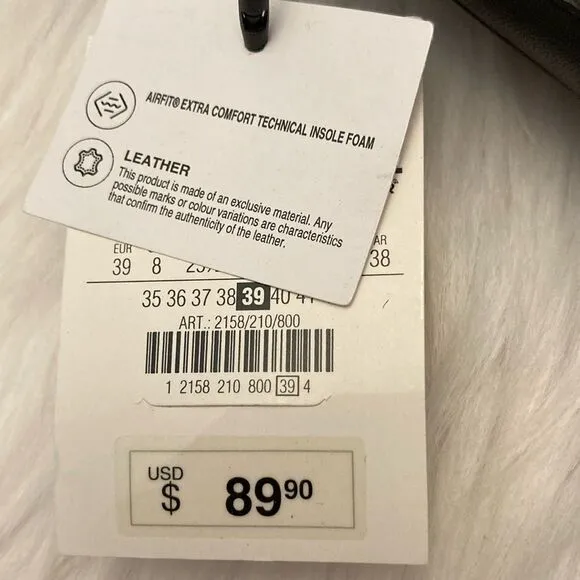 AIRFIT® EXTRA COMFORT TECHNICAL INSOLE FOAM
LEATHER
This product is made of an exclusive material. Any
possible marks or colour variations are characteristics
that confirm the authenticity of the leather.
EUR AR
39 8 38
35 36 37 38 39 40 41
ART.: 2158/210/800
1 2158 210 800 39 4
USD
$ 89.90